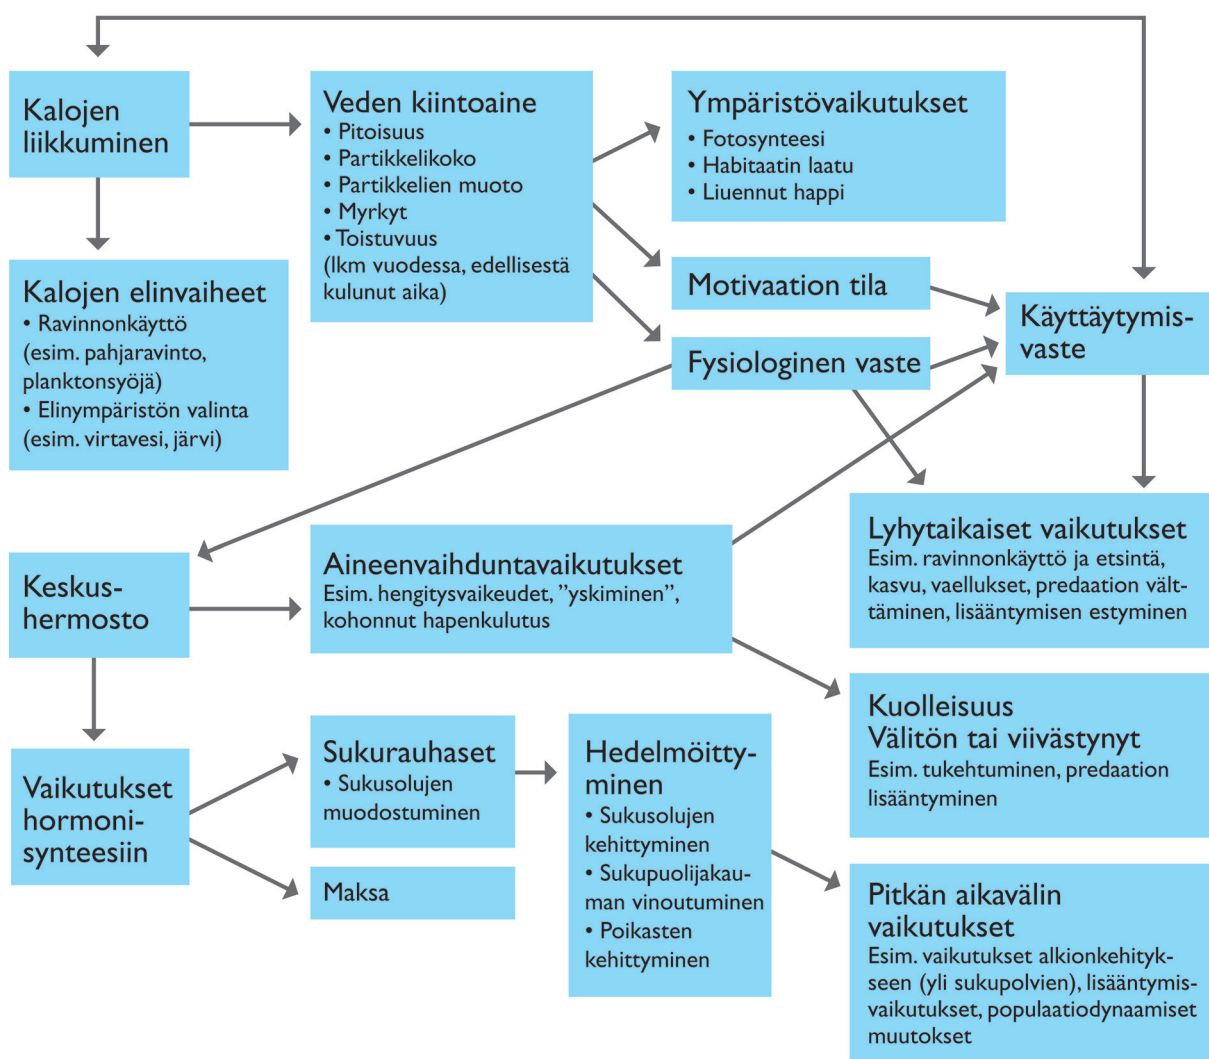 Kalojen
liikkuminen
Veden kiintoaine
• Pitoisuus
• Partikkelikoko
• Partikkelien muoto
• Myrkyt
• Toistuvuus
(lkm vuodessa, edellisestä
kulunut aika)
Ympäristövaikutukset
• Fotosynteesi
• Habitaatin laatu
• Liuennut happi
Kalojen elinvaiheet
• Ravinnonkäyttö
(esim. pahjaravinto,
planktonsyöjä)
• Elinympäristön valinta
(esim. virtavesi, järvi)
Motivaation tila
Fysiologinen vaste
Käyttäytymis-
vaste
Lyhytaikaiset vaikutukset
Esim. ravinnonkäyttö ja etsintä,
kasvu, vaellukset, predaation vält-
täminen, lisääntymisen estyminen
Keskus-
hermosto
Aineenvaihduntavaikutukset
Esim. hengitysvaikeudet, ”yskiminen”,
kohonnut hapenkulutus
Kuolleisuus
Välitön tai viivästynyt
Esim. tukehtuminen, predaation
lisääntyminen
Vaikutukset
hormoni-
synteesiin
Sukurauhaset
• Sukusolujen
muodostuminen
Maksa
Hedelmöitty-
minen
• Sukusolujen
kehittyminen
• Sukupuolijakau-
man vinoutuminen
• Poikasten
kehittyminen
Pitkän aikavälin
vaikutukset
Esim. vaikutukset alkionkehityk-
seen (yli sukupolvien), lisääntymis-
vaikutukset, populaatiodynaamiset
muutokset